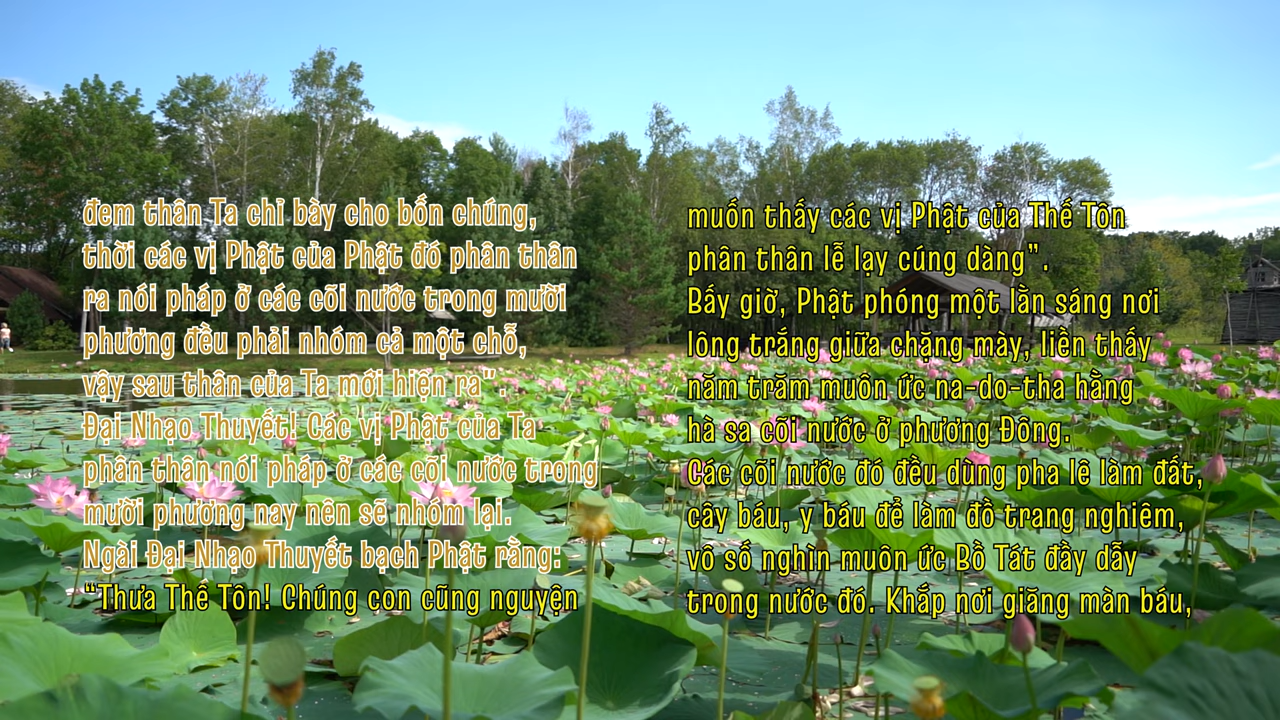 đem thân Ta chỉ bày cho bốn chúng,
thời các vị Phật của Phật đó phân thân
ra nói pháp ở các cõi nước trong mười
phương đều phải nhóm cả một chỗ,
vậy sau thân của Ta mới hiện ra".
Đại Nhạo Thuyết! Các vị Phật của Ta
phân thân nói pháp ở các cõi nước trong
mười phương nay nên sẽ nhóm lại.
Ngài Đại Nhạo Thuyết bạch Phật rằng:
“Thưa Thế Tôn! Chúng con cũng nguyện
muốn thấy các vị Phật của Thế Tôn
phân thân lễ lạy cúng dàng”.
Bấy giờ, Phật phóng một lằn sáng nơi
lông trắng giữa chặng mày, liền thấy
năm trăm muôn ức na-do-tha hằng
hà sa cõi nước ở phương Đông.
Các cõi nước đó đều dùng pha lê làm đất,
cây báu, y báu để làm đồ trang nghiêm,
vô số nghìn muôn ức Bồ Tát đầy dẫy
trong nước đó. Khắp nơi giăng màn báu,